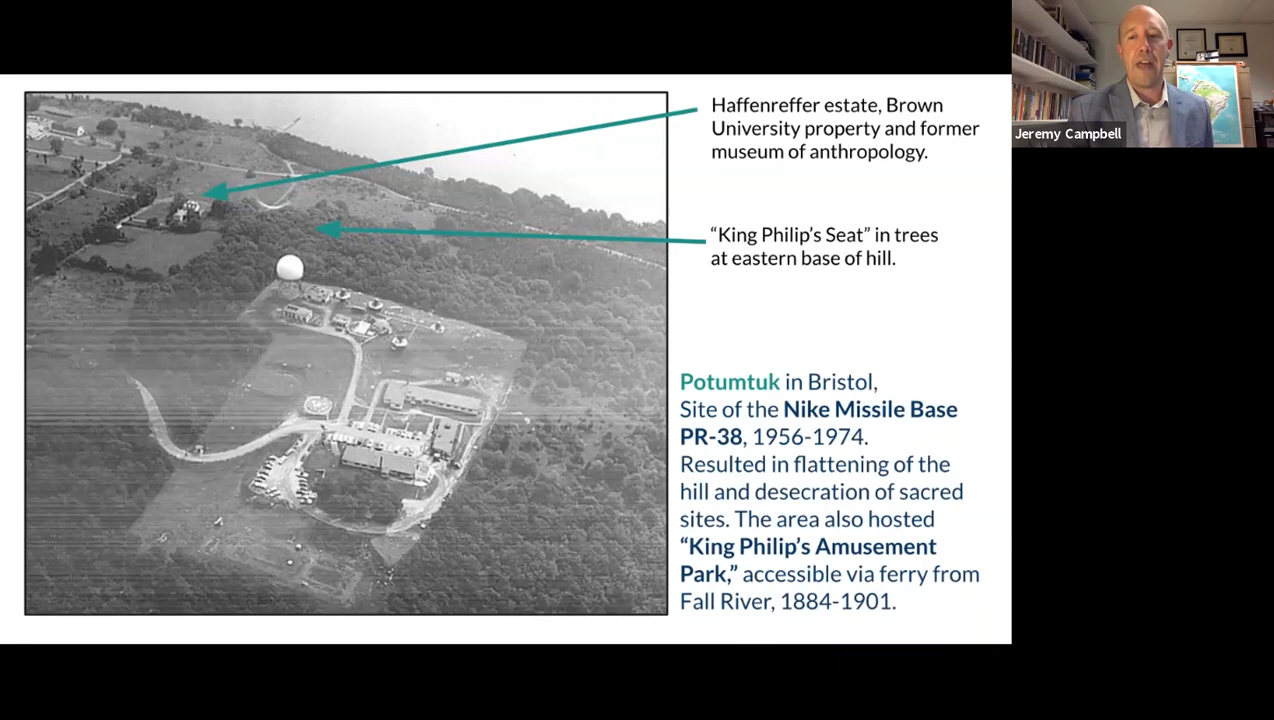 Haffenreffer estate, Brown
University property and former
museum of anthropology.
“King Philip’s Seat” in trees
at eastern base of hill.
Potumtuk in Bristol,
Site of the Nike Missile Base
PR-38, 1956-1974.
Resulted in flattening of the
hill and desecration of sacred
sites. The area also hosted
“King Philip’s Amusement
Park,” accessible via ferry from
Fall River, 1884-1901.
Jeremy Campbell